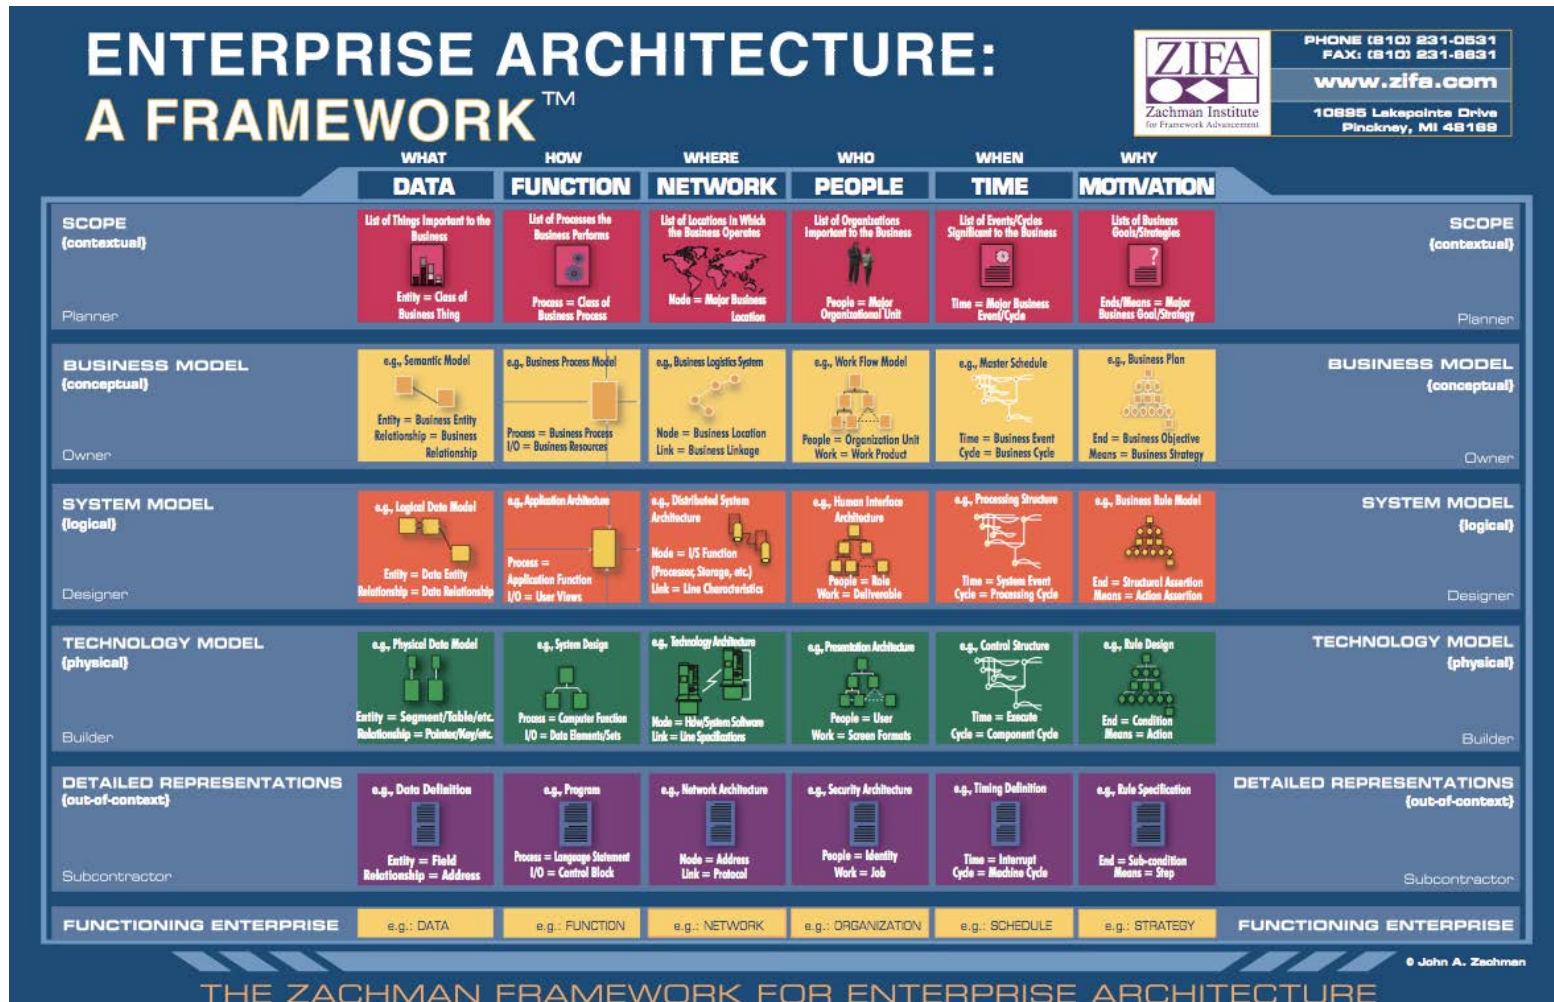 ENTERPRISE ARCHITECTURE:
A FRAMEWORK™
ZIFA
Zachman Institute
for Framework Advancement
PHONE (810) 231-0531
FAX: (810) 231-6631
www.zifa.com
10895 Lakepointe Drive
Pinckney, MI 48169
WHAT HOW WHERE WHO WHEN WHY
DATA FUNCTION NETWORK PEOPLE TIME MOTIVATION
SCOPE
{contextual}
Planner
List of Things Important to the
Business
Entity = Class of
Business Thing
List of Processes the
Business Performs
Process = Class of
Business Process
List of Locations in Which
the Business Operates
Node = Major Business
Location
List of Organizations
Important to the Business
People = Major
Organizational Unit
List of Events/Cycles
Significant to the Business
Time = Major Business
Event/Cycle
Lists of Business
Goals/Strategies
?
Ends/Means = Major
Business Goal/Strategy
SCOPE
{contextual}
Planner
BUSINESS MODEL
{conceptual}
Owner
e.g., Semantic Model
Entity = Business Entity
Relationship = Business
Relationship
e.g., Business Process Model
Process = Business Process
I/O = Business Resources
e.g., Business Logistics System
Node = Business Location
Link = Business Linkage
e.g., Work Flow Model
People = Organization Unit
Work = Work Product
e.g., Master Schedule
Time = Business Event
Cycle = Business Cycle
e.g., Business Plan
End = Business Objective
Means = Business Strategy
BUSINESS MODEL
{conceptual}
Owner
SYSTEM MODEL
{logical}
Designer
e.g., Logical Data Model
Entity = Data Entity
Relationship = Data Relationship
e.g., Application Architecture
Process =
Application Function
I/O = User Views
e.g., Distributed System
Architecture
Node = I/S Function
(Processor, Storage, etc.)
Link = Line Characteristics
e.g., Human Interface
Architecture
People = Role
Work = Deliverable
e.g., Processing Structure
Time = System Event
Cycle = Processing Cycle
e.g., Business Rule Model
End = Structural Assertion
Means = Action Assertion
SYSTEM MODEL
{logical}
Designer
TECHNOLOGY MODEL
{physical}
Builder
e.g., Physical Data Model
Entity = Segment/Table/etc.
Relationship = Pointer/Key/etc.
e.g., System Design
Process = Computer Function
I/O = Data Elements/Sets
e.g., Technology Architecture
Node = Hdw/System Software
Link = Line Specifications
e.g., Presentation Architecture
People = User
Work = Screen Formats
e.g., Control Structure
Time = Execute
Cycle = Component Cycle
e.g., Rule Design
End = Condition
Means = Action
TECHNOLOGY MODEL
{physical}
Builder
DETAILED REPRESENTATIONS
{out-of-context}
Subcontractor
e.g., Data Definition
Entity = Field
Relationship = Address
e.g., Program
Process = Language Statement
I/O = Control Block
e.g., Network Architecture
Node = Address
Link = Protocol
e.g., Security Architecture
People = Identity
Work = Job
e.g., Timing Definition
Time = Interrupt
Cycle = Machine Cycle
e.g., Rule Specification
End = Sub-condition
Means = Step
DETAILED REPRESENTATIONS
{out-of-context}
Subcontractor
FUNCTIONING ENTERPRISE
e.g.: DATA
e.g.: FUNCTION
e.g.: NETWORK
e.g.: ORGANIZATION
e.g.: SCHEDULE
e.g.: STRATEGY
FUNCTIONING ENTERPRISE
© John A. Zachman
THE ZACHMAN FRAMEWORK FOR ENTERPRISE ARCHITECTURE